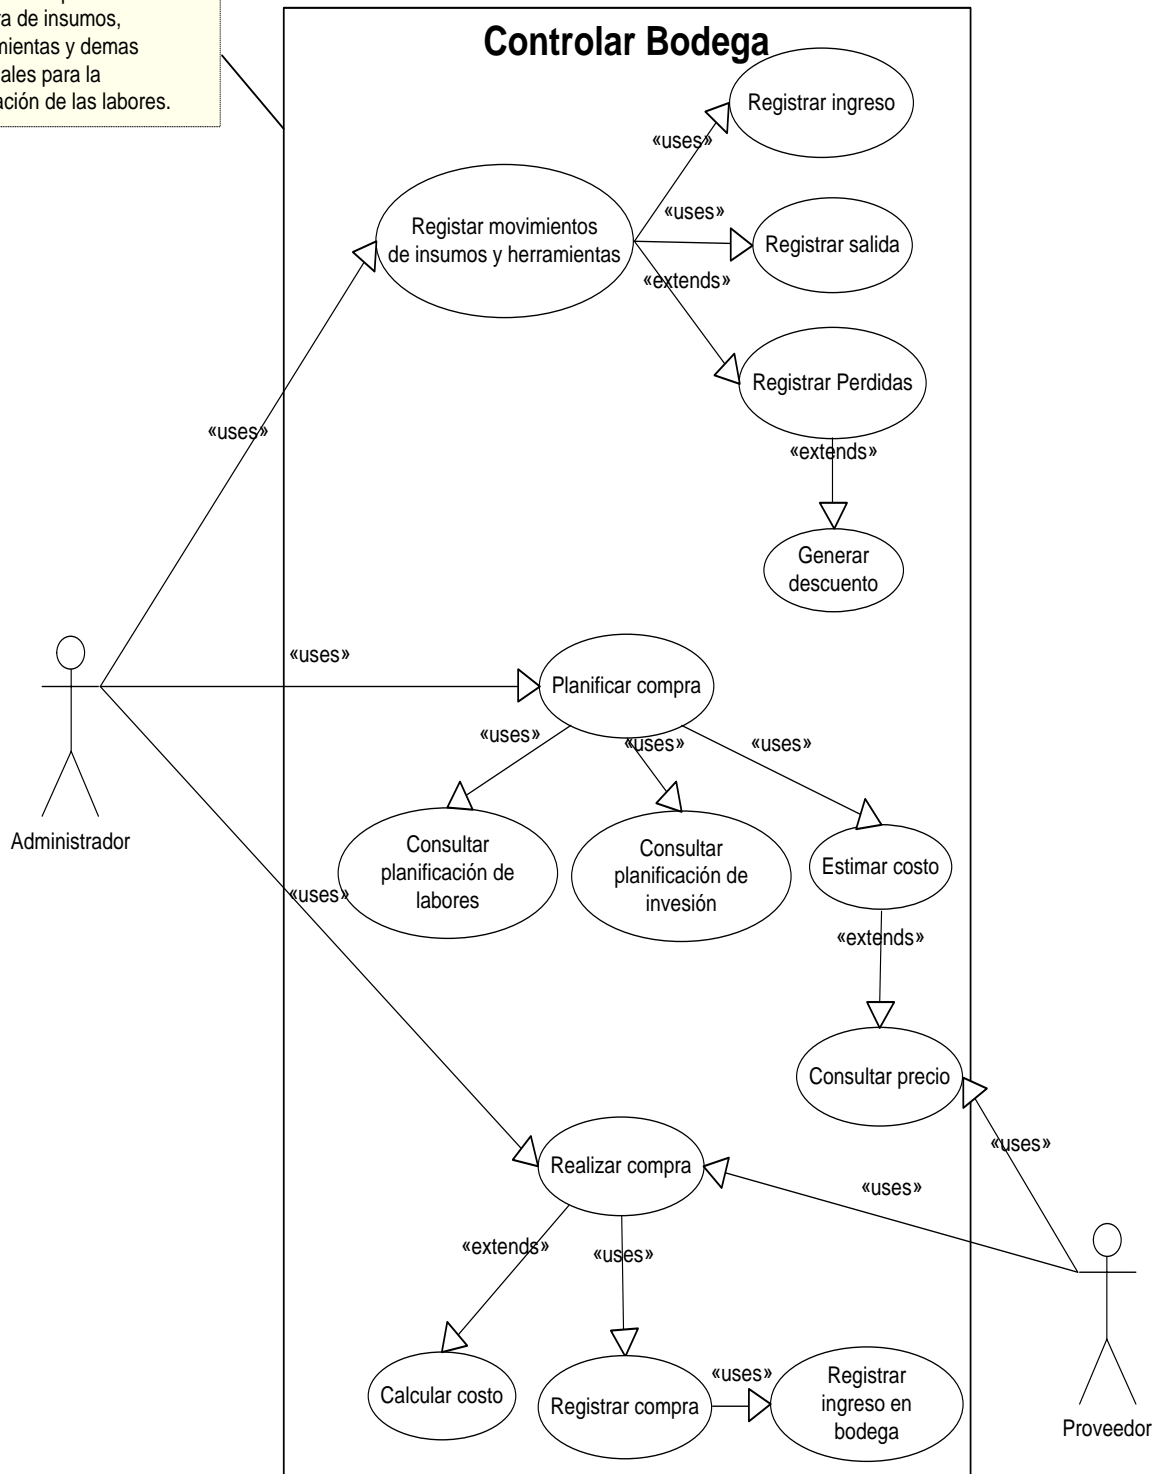 de insumos,
y demas
para la
de las labores.
Controlar Bodega
Registrar ingreso
«uses»
Registar movimientos
de insumos y herramientas
«uses»
Registrar salida
«extends»
Registrar Perdidas
«uses»
«extends»
Generar
descuento
«uses»
Planificar compra
«uses»
«uses»
«uses»
Consultar
planificación de
labores
Consultar
planificación de
invesión
Estimar costo
Administrador
«uses»
«extends»
Consultar precio
«uses»
Realizar compra
«uses»
«extends»
«uses»
Calcular costo
Registrar compra
«uses»
Registrar
ingreso en
bodega
Proveedor